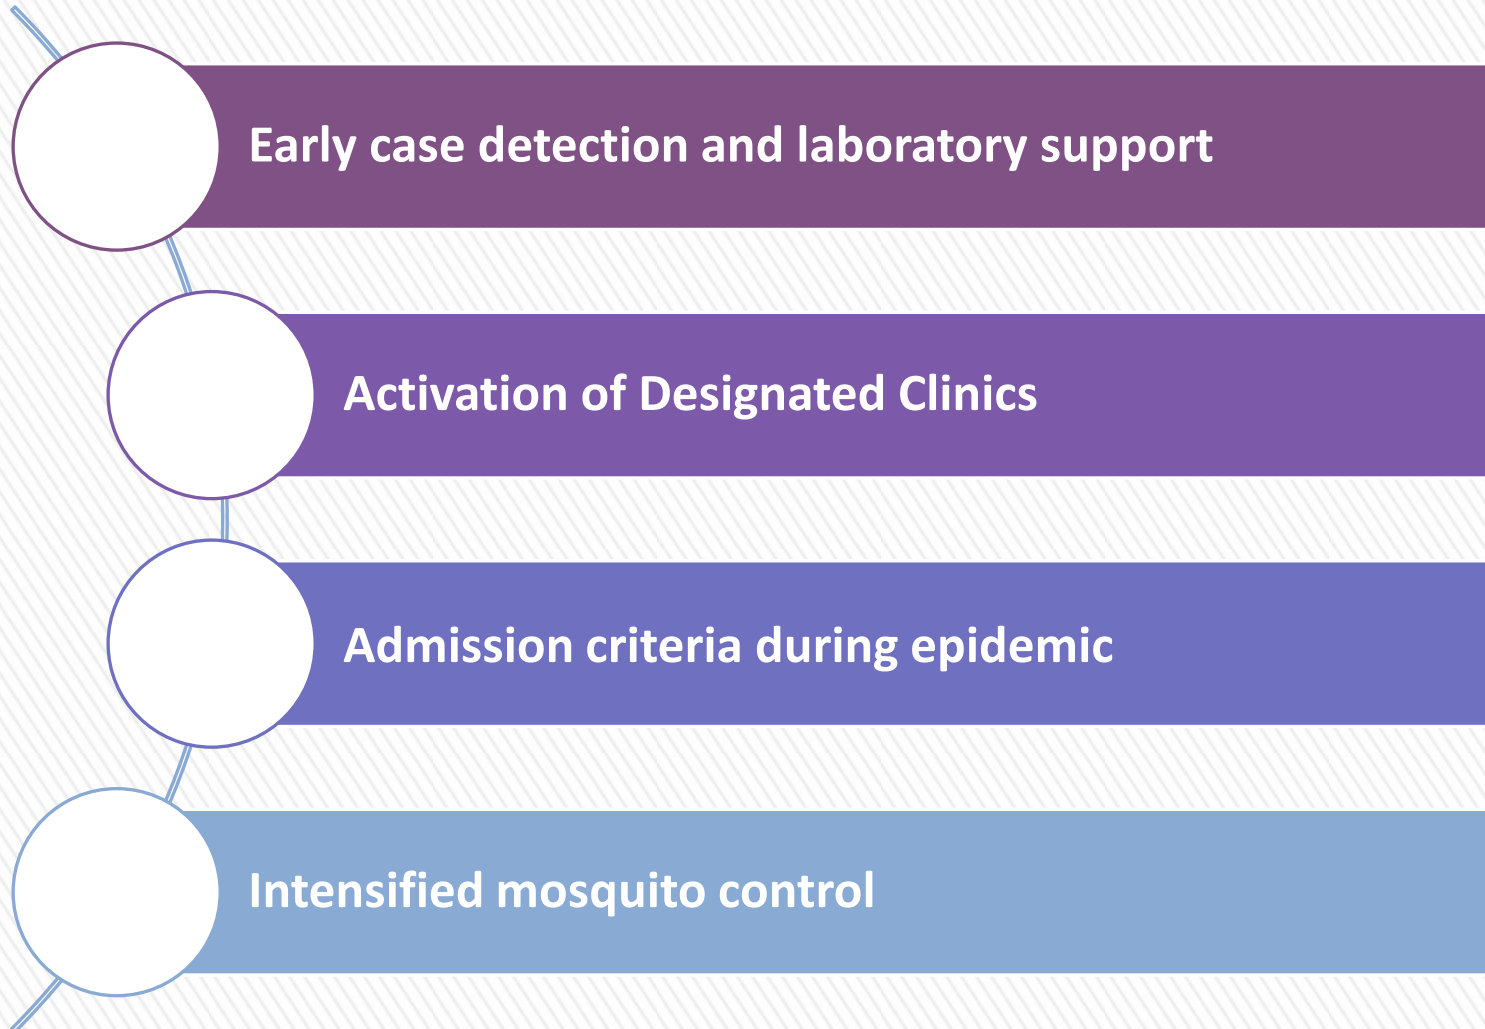 Early case detection and laboratory support
Activation of Designated Clinics
Admission criteria during epidemic
Intensified mosquito control